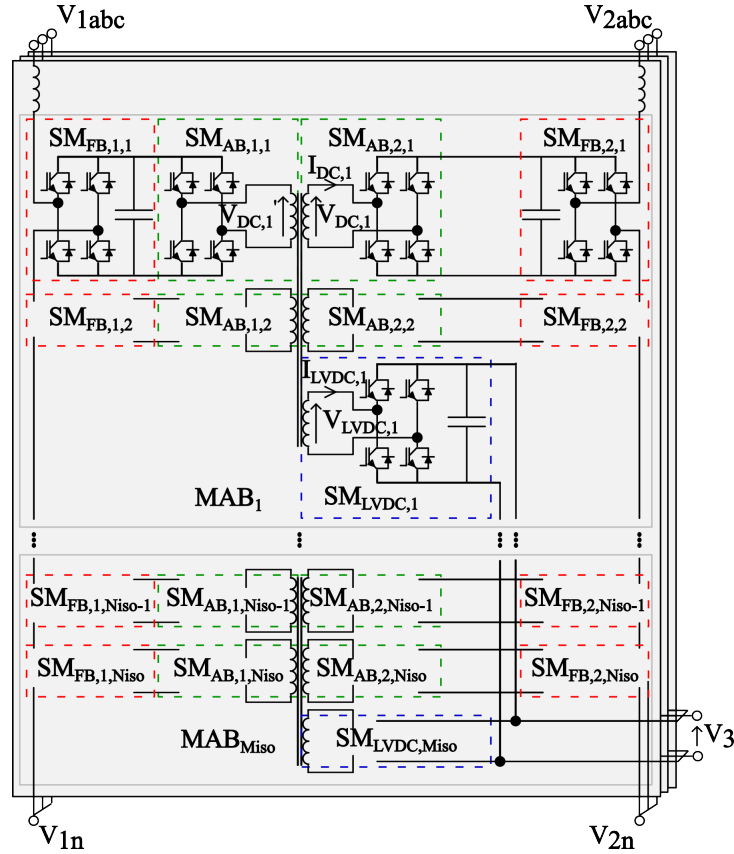 V1abc V2abc
SMFB,1,1 SMAB,1,1 SMAB,2,1 SMFB,2,1
IDC,1
VDC,1 ' VDC,1
SMFB,1,2 SMAB,1,2 SMAB,2,2 SMFB,2,2
ILVDC,1
VLVDC,1
MAB1 SMLVDC,1
SMFB,1,Niso-1 SMAB,1,Niso-1 SMAB,2,Niso-1 SMFB,2,Niso-1
SMFB,1,Niso SMAB,1,Niso SMAB,2,Niso SMFB,2,Niso
MABMiso SMLVDC,Miso
V3
V1n V2n